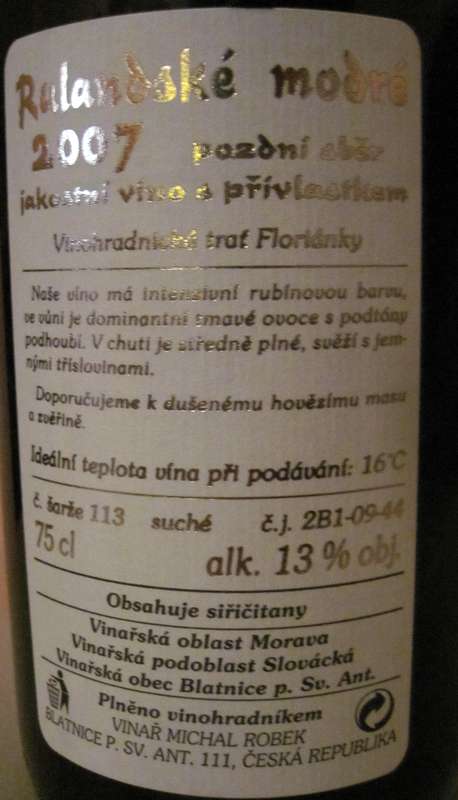 Rulandské modré
2007 pozdní sběr
jakostní víno s přívlastkem
Vinohradnická trať Floriánky
Naše víno má intenzivní rubínovou barvu,
ve vůni je dominantní tmavé ovoce s podtóny
podhoubí. V chuti je středně plné, svěží s jem-
nými tříslovinami.
Doporučujeme k dušenému hovězímu masu
a zvěřině.
Ideální teplota vína při podávání: 16°C
č. šarže 113 suché č.j. 2B1-09-44
75 cl alk. 13 % obj.
Obsahuje siřičitany
Vinařská oblast Morava
Vinařská podoblast Slovácká
Vinařská obec Blatnice p. Sv. Ant.
Plněno vinohradníkem
VINAŘ MICHAL ROBEK
BLATNICE P. SV. ANT. 111, ČESKÁ REPUBLIKA